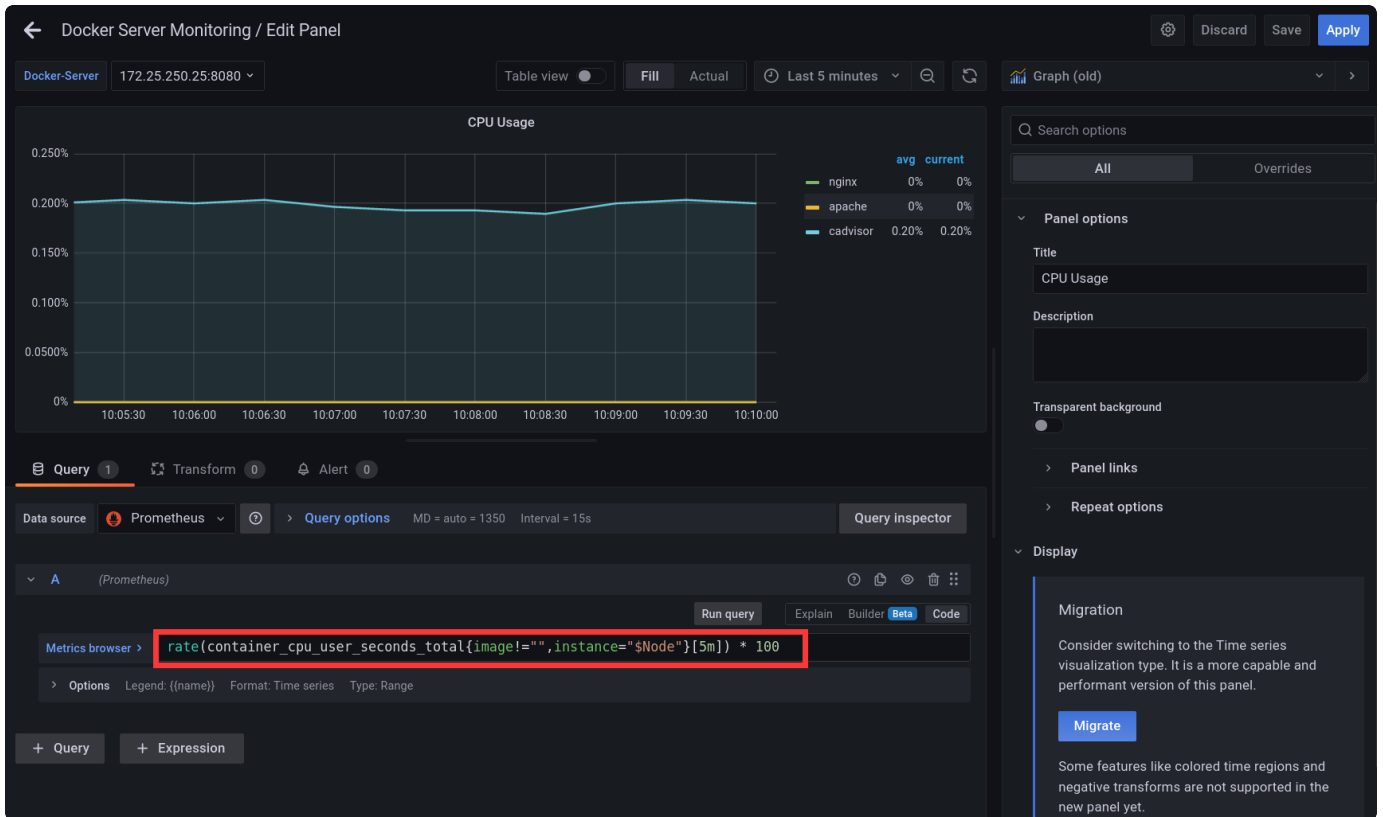 Docker Server Monitoring / Edit Panel
Discard
Save
Apply
Docker-Server
172.25.250.25:8080
Table view
Fill
Actual
Last 5 minutes
Graph (old)
CPU Usage
0.250%
0.200%
0.150%
0.100%
0.0500%
0%
10:05:30 10:06:00 10:06:30 10:07:00 10:07:30 10:08:00 10:08:30 10:09:00 10:09:30 10:10:00
avg current
nginx 0% 0%
apache 0% 0%
cadvisor 0.20% 0.20%
Query 1
Transform 0
Alert 0
Data source
Prometheus
Query options
MD = auto = 1350
Interval = 15s
Query inspector
A (Prometheus)
Run query
Explain
Builder Beta
Code
Metrics browser >
rate(container_cpu_user_seconds_total{image!="",instance="$Node"}[5m]) * 100
Options
Legend: {{name}}
Format: Time series
Type: Range
+ Query
+ Expression
Search options
All
Overrides
Panel options
Title
CPU Usage
Description
Transparent background
Panel links
Repeat options
Display
Migration
Consider switching to the Time series
visualization type. It is a more capable and
performant version of this panel.
Migrate
Some features like colored time regions and
negative transforms are not supported in the
new panel yet.